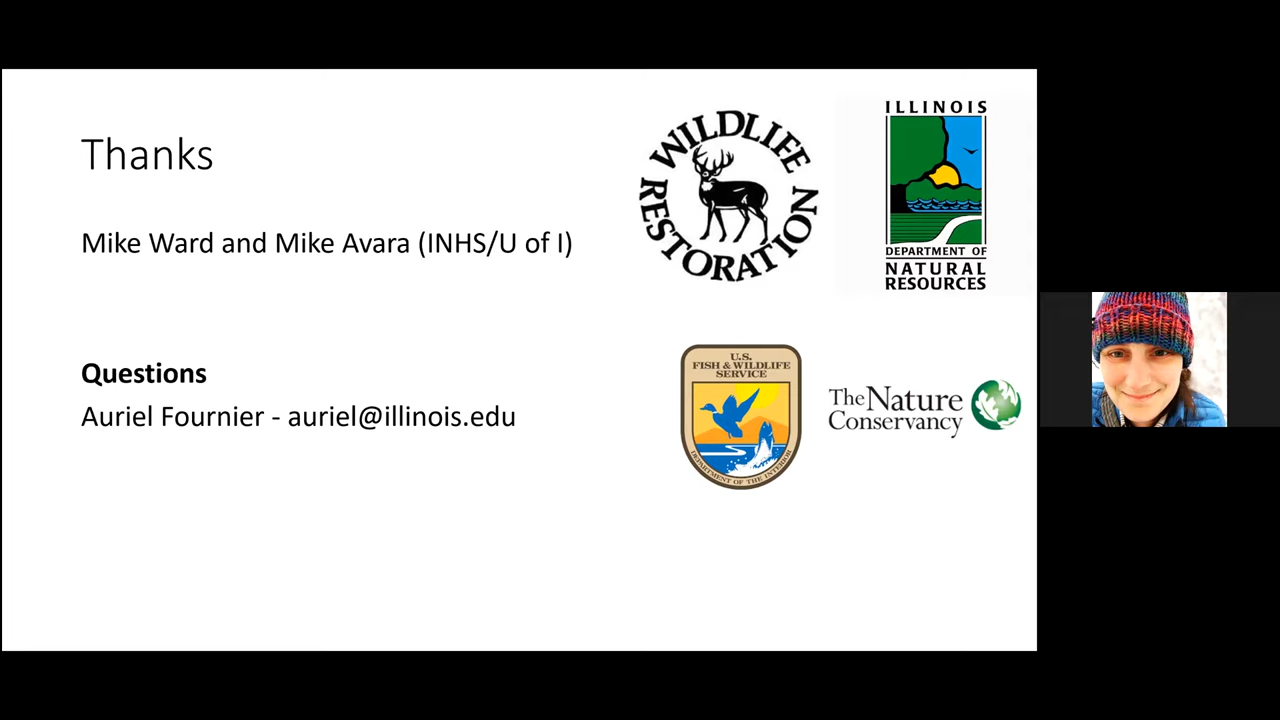 Thanks
Mike Ward and Mike Avara (INHS/U of I)
Questions
Auriel Fournier - auriel@illinois.edu
WILDLIFE
RESTORATION
ILLINOIS
DEPARTMENT OF
NATURAL
RESOURCES
U.S.
FISH & WILDLIFE
SERVICE
DEPARTMENT OF THE INTERIOR
The Nature
Conservancy